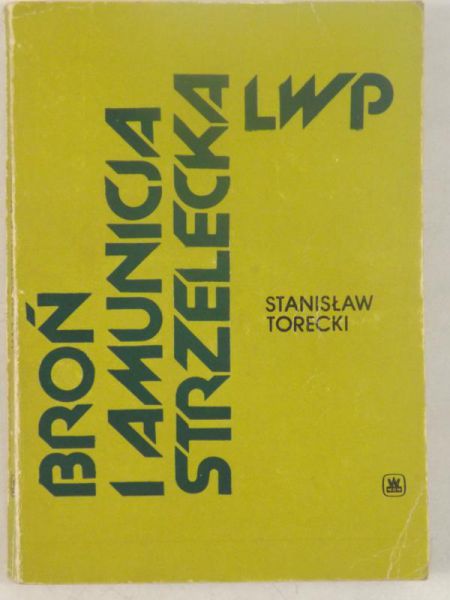 BROŃ
I AMUNICJA
STRZELECKA
LWP
STANISŁAW
TORECKI